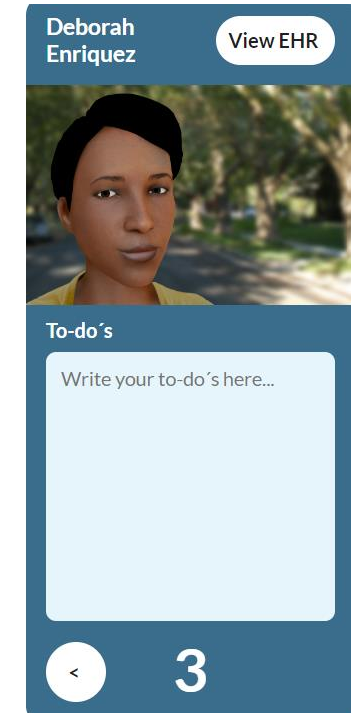 Deborah
Enriquez
View EHR
To-do´s
Write your to-do´s here...
<
3